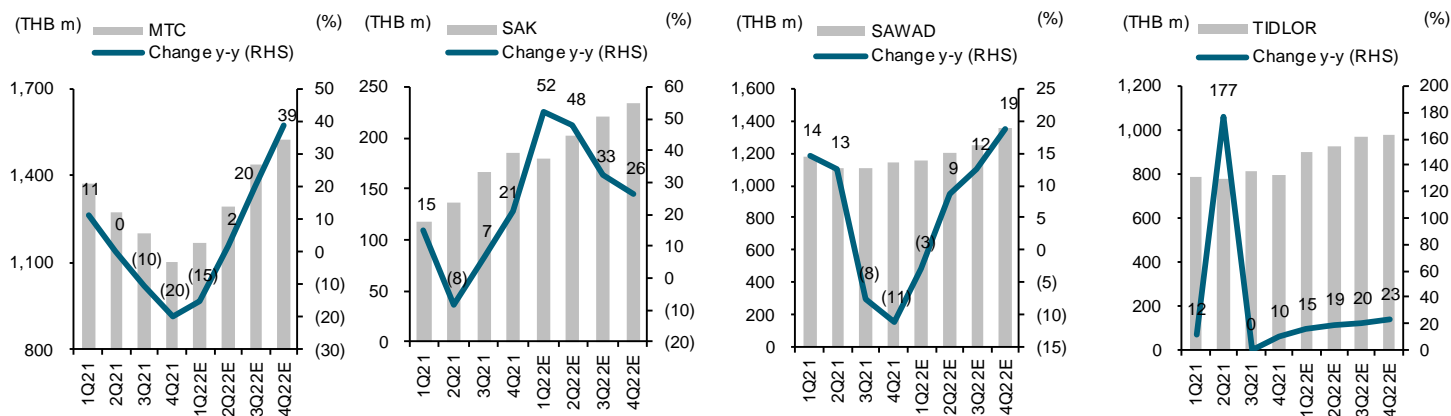 (THB m)
MTC
(%)
Change y-y (RHS)
1,700
1,400
1,100
800
50
40
30
20
10
0
(10)
(20)
(30)
11
0
(10)
(20)
(15)
2
20
39
1Q21
2Q21
3Q21
4Q21
1Q22E
2Q22E
3Q22E
4Q22E
(THB m)
SAK
(%)
Change y-y (RHS)
250
200
150
100
50
0
60
50
40
30
20
10
0
(10)
(20)
15
(8)
7
21
52
48
33
26
1Q21
2Q21
3Q21
4Q21
1Q22E
2Q22E
3Q22E
4Q22E
(THB m)
SAWAD
(%)
Change y-y (RHS)
1,600
1,400
1,200
1,000
800
600
400
200
0
25
20
15
10
5
0
(5)
(10)
(15)
14
13
(8)
(11)
(3)
9
12
19
1Q21
2Q21
3Q21
4Q21
1Q22E
2Q22E
3Q22E
4Q22E
(THB m)
TIDLOR
(%)
Change y-y (RHS)
1,200
1,000
800
600
400
200
0
200
180
160
140
120
100
80
60
40
20
0
12
177
0
10
15
19
20
23
1Q21
2Q21
3Q21
4Q21
1Q22E
2Q22E
3Q22E
4Q22E